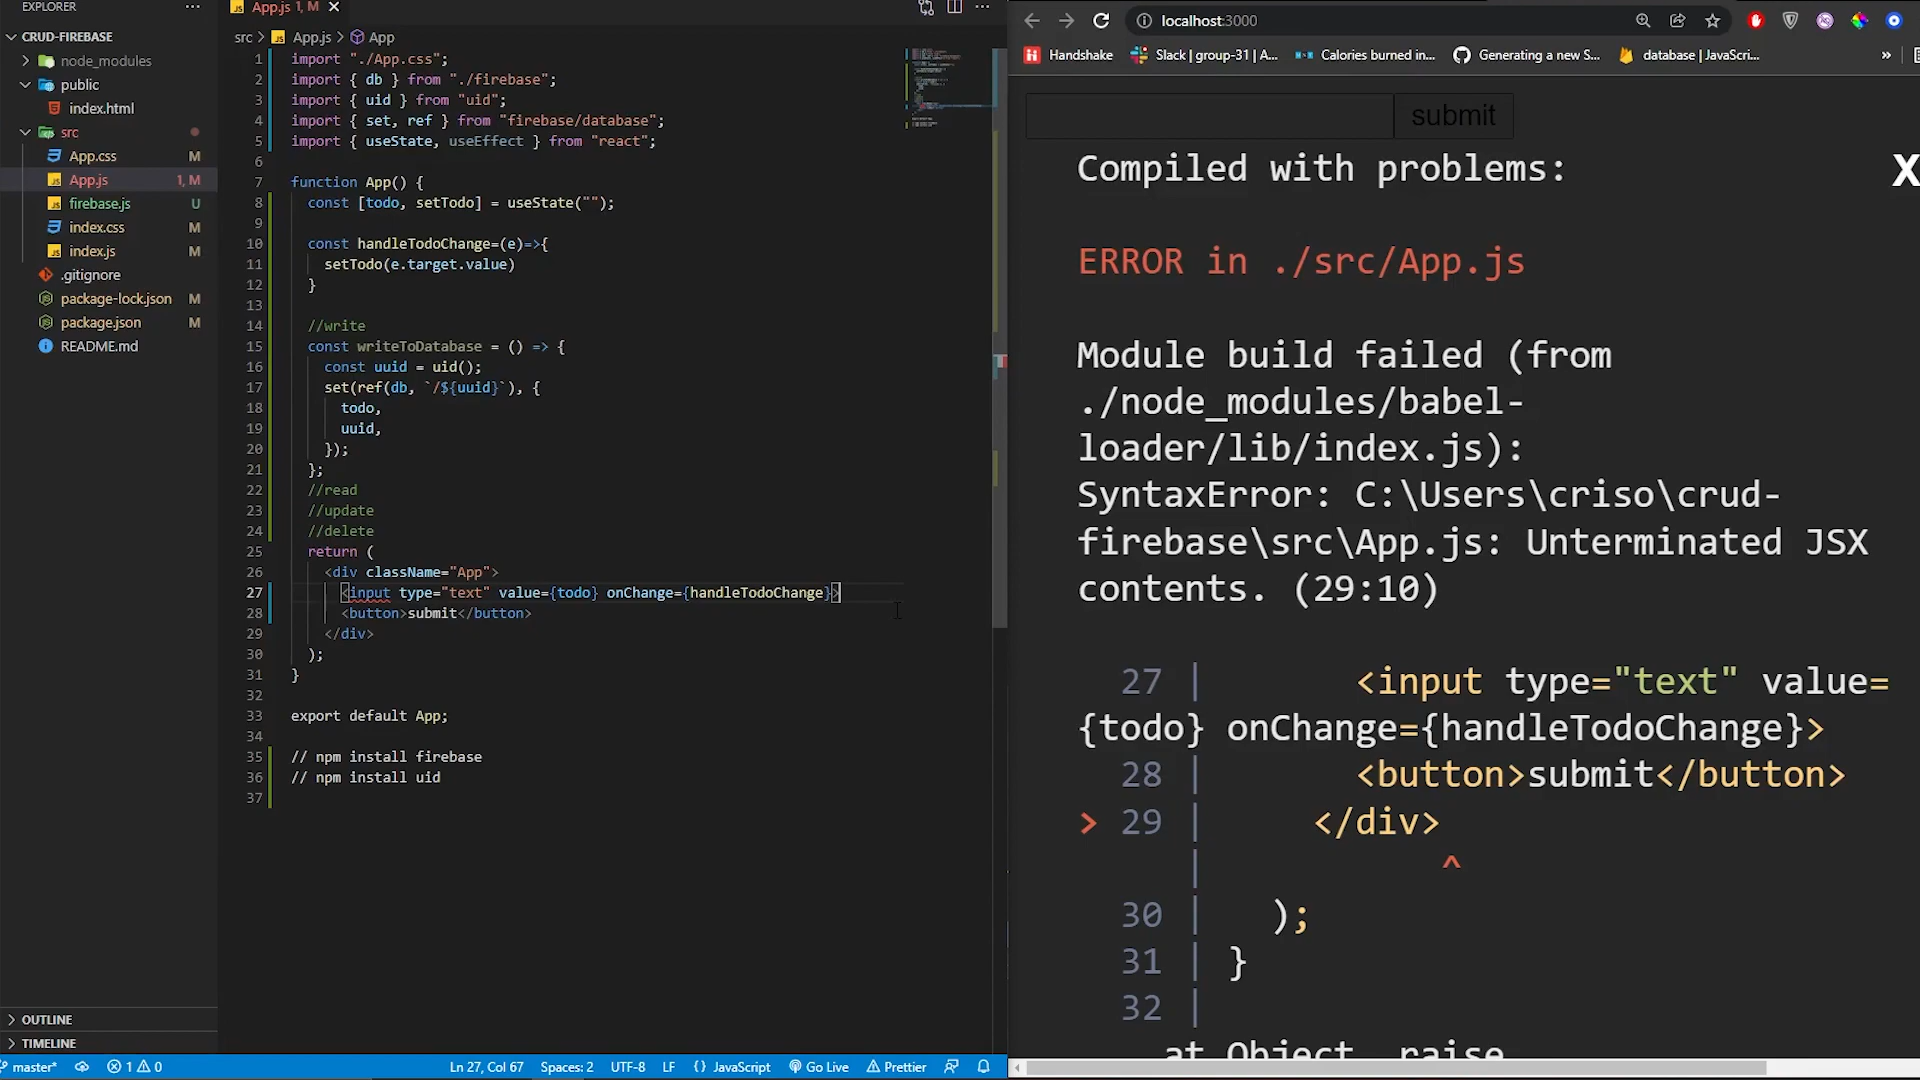 EXPLORER
CRUD-FIREBASE
node_modules
public
index.html
src
App.css M
App.js 1, M
firebase.js U
index.css M
index.js M
.gitignore
package-lock.json M
package.json M
README.md
OUTLINE
TIMELINE
App.js 1, M
src App.js App
1 import "./App.css";
2 import { db } from "./firebase";
3 import { uid } from "uid";
4 import { set, ref } from "firebase/database";
5 import { useState, useEffect } from "react";
6
7 function App() {
8 const [todo, setTodo] = useState("");
9
10 const handleTodoChange=(e)=>{
11 setTodo(e.target.value)
12 }
13
14 //write
15 const writeToDatabase = () => {
16 const uuid = uid();
17 set(ref(db, `/${uuid}`), {
18 todo,
19 uuid,
20 });
21 };
22 //read
23 //update
24 //delete
25 return (
26 <div className="App">
27 <input type="text" value={todo} onChange={handleTodoChange}>
28 <button>submit</button>
29 </div>
30 );
31 }
32
33 export default App;
34
35 // npm install firebase
36 // npm install uid
37
master* 1 0 Ln 27, Col 67 Spaces: 2 UTF-8 LF {} JavaScript Go Live Prettier
localhost:3000
Handshake Slack | group-31 | A... Calories burned in... Generating a new S... database | JavaScri... »
submit
Compiled with problems: X
ERROR in ./src/App.js
Module build failed (from
./node_modules/babel-
loader/lib/index.js):
SyntaxError: C:\Users\criso\crud-
firebase\src\App.js: Unterminated JSX
contents. (29:10)
27 | <input type="text" value=
{todo} onChange={handleTodoChange}>
28 | <button>submit</button>
> 29 | </div>
| ^
30 | );
31 | }
32 |
at Object._raise